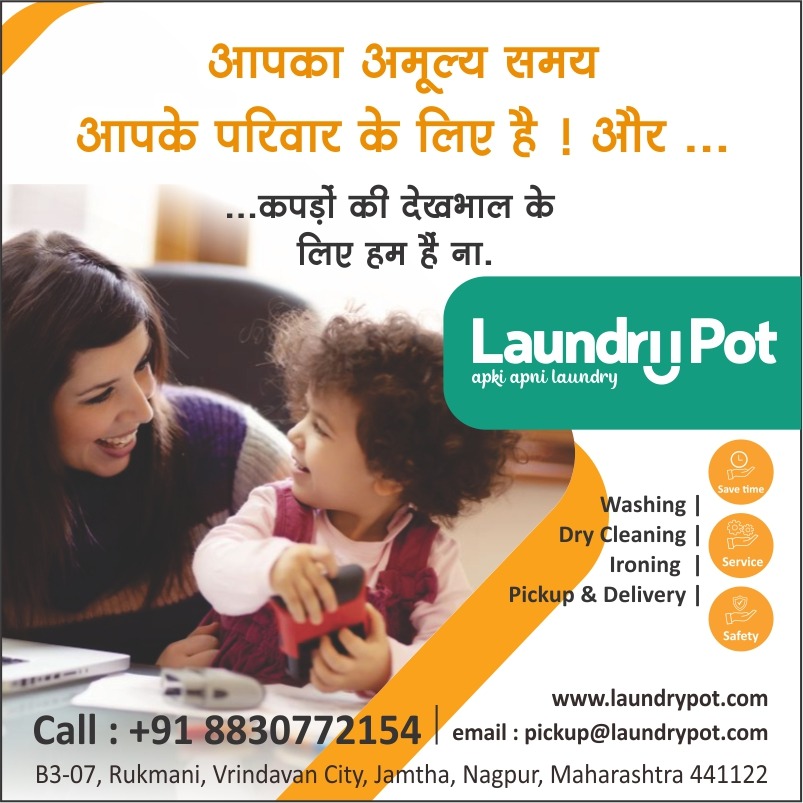 आपका अमूल्य समय
आपके परिवार के लिए है ! और ...
...कपड़ों की देखभाल के
लिए हम हैं ना.
Laundry Pot
apki apni laundry
Save time
Washing |
Dry Cleaning |
Service
Ironing |
Pickup & Delivery |
Safety
www.laundrypot.com
Call : +91 8830772154 | email : pickup@laundrypot.com
B3-07, Rukmani, Vrindavan City, Jamtha, Nagpur, Maharashtra 441122